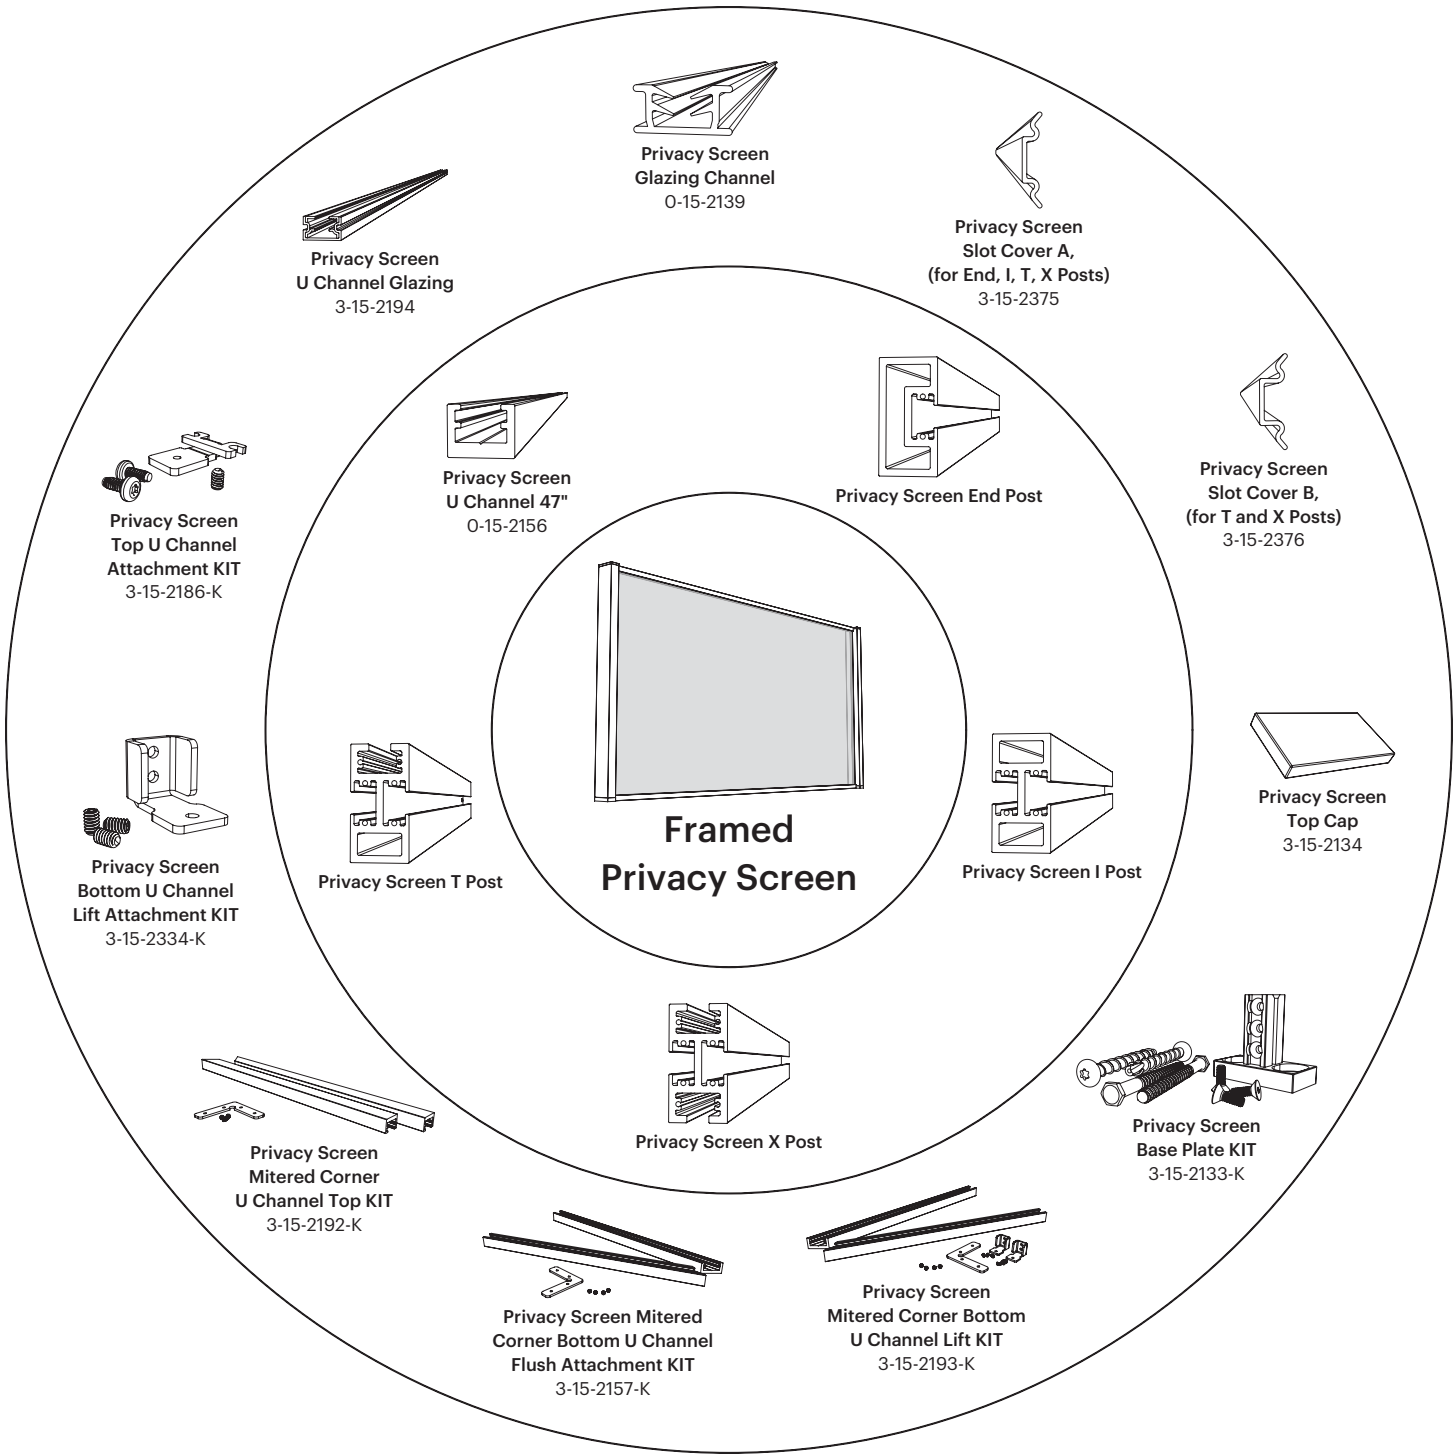 Privacy Screen
Glazing Channel
0-15-2139
Privacy Screen
Slot Cover A,
(for End, I, T, X Posts)
3-15-2375
Privacy Screen
U Channel Glazing
3-15-2194
Privacy Screen
Slot Cover B,
(for T and X Posts)
3-15-2376
Privacy Screen
U Channel 47"
0-15-2156
Privacy Screen End Post
Privacy Screen
Top U Channel
Attachment KIT
3-15-2186-K
Framed
Privacy Screen
Privacy Screen
Top Cap
3-15-2134
Privacy Screen T Post
Privacy Screen I Post
Privacy Screen
Bottom U Channel
Lift Attachment KIT
3-15-2334-K
Privacy Screen X Post
Privacy Screen
Base Plate KIT
3-15-2133-K
Privacy Screen
Mitered Corner
U Channel Top KIT
3-15-2192-K
Privacy Screen Mitered
Corner Bottom U Channel
Flush Attachment KIT
3-15-2157-K
Privacy Screen
Mitered Corner Bottom
U Channel Lift KIT
3-15-2193-K